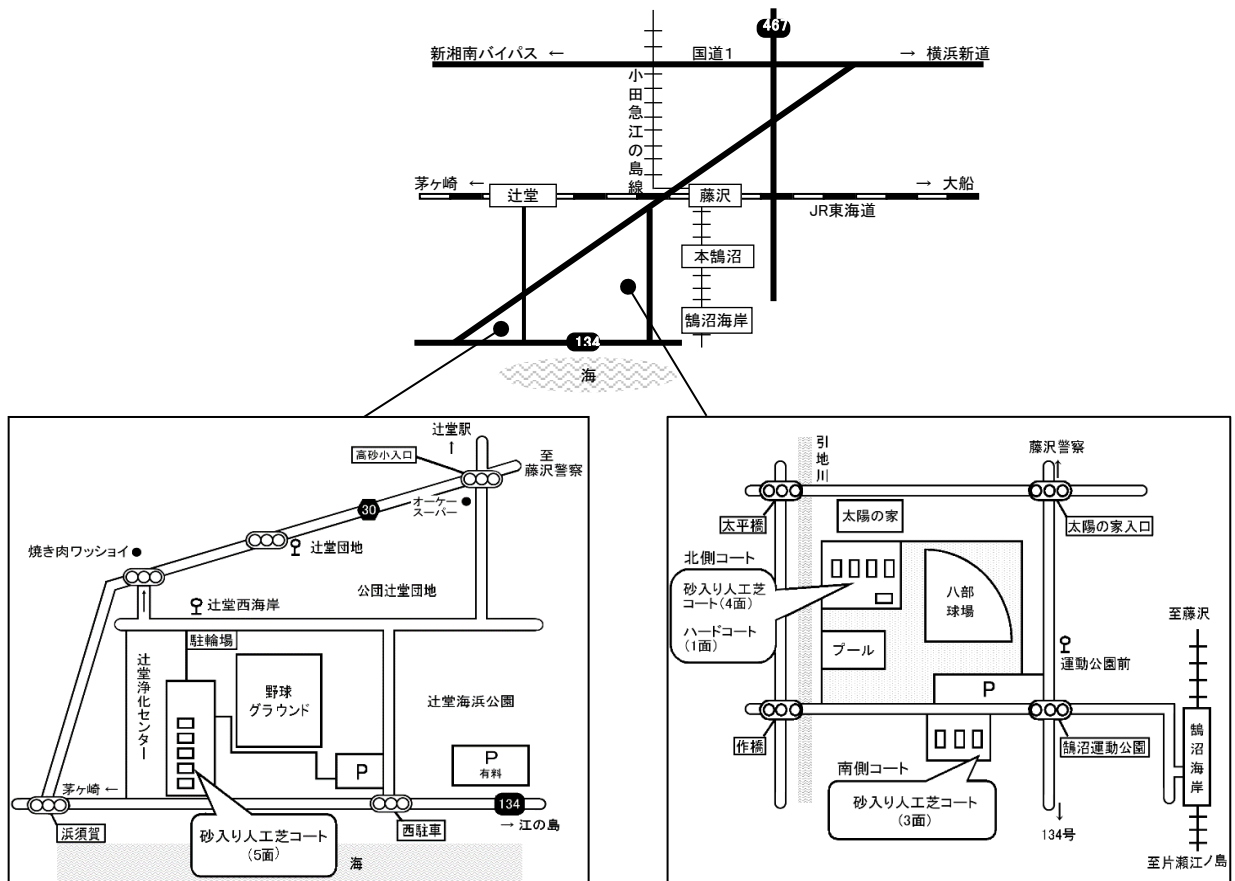 467
新湘南バイパス ←
国道1
→ 横浜新道
小田急江の島線
茅ヶ崎 ←
辻堂
藤沢
→ 大船
JR東海道
本鵠沼
鵠沼海岸
134
海
辻堂駅
↑
高砂小入口
至
藤沢警察
オーケー
スーパー
30
辻堂団地
焼き肉ワッショイ
公団辻堂団地
辻堂西海岸
駐輪場
辻堂浄化センター
野球
グラウンド
辻堂海浜公園
P
P
有料
茅ヶ崎 ←
134
→ 江の島
浜須賀
砂入り人工芝コート
(5面)
西駐車
海
引地川
藤沢警察
太平橋
太陽の家
太陽の家入口
北側コート
砂入り人工芝
コート(4面)
ハードコート
(1面)
八部
球場
プール
至藤沢
運動公園前
P
作橋
鵠沼運動公園
鵠沼海岸
南側コート
砂入り人工芝コート
(3面)
134号
至片瀬江ノ島